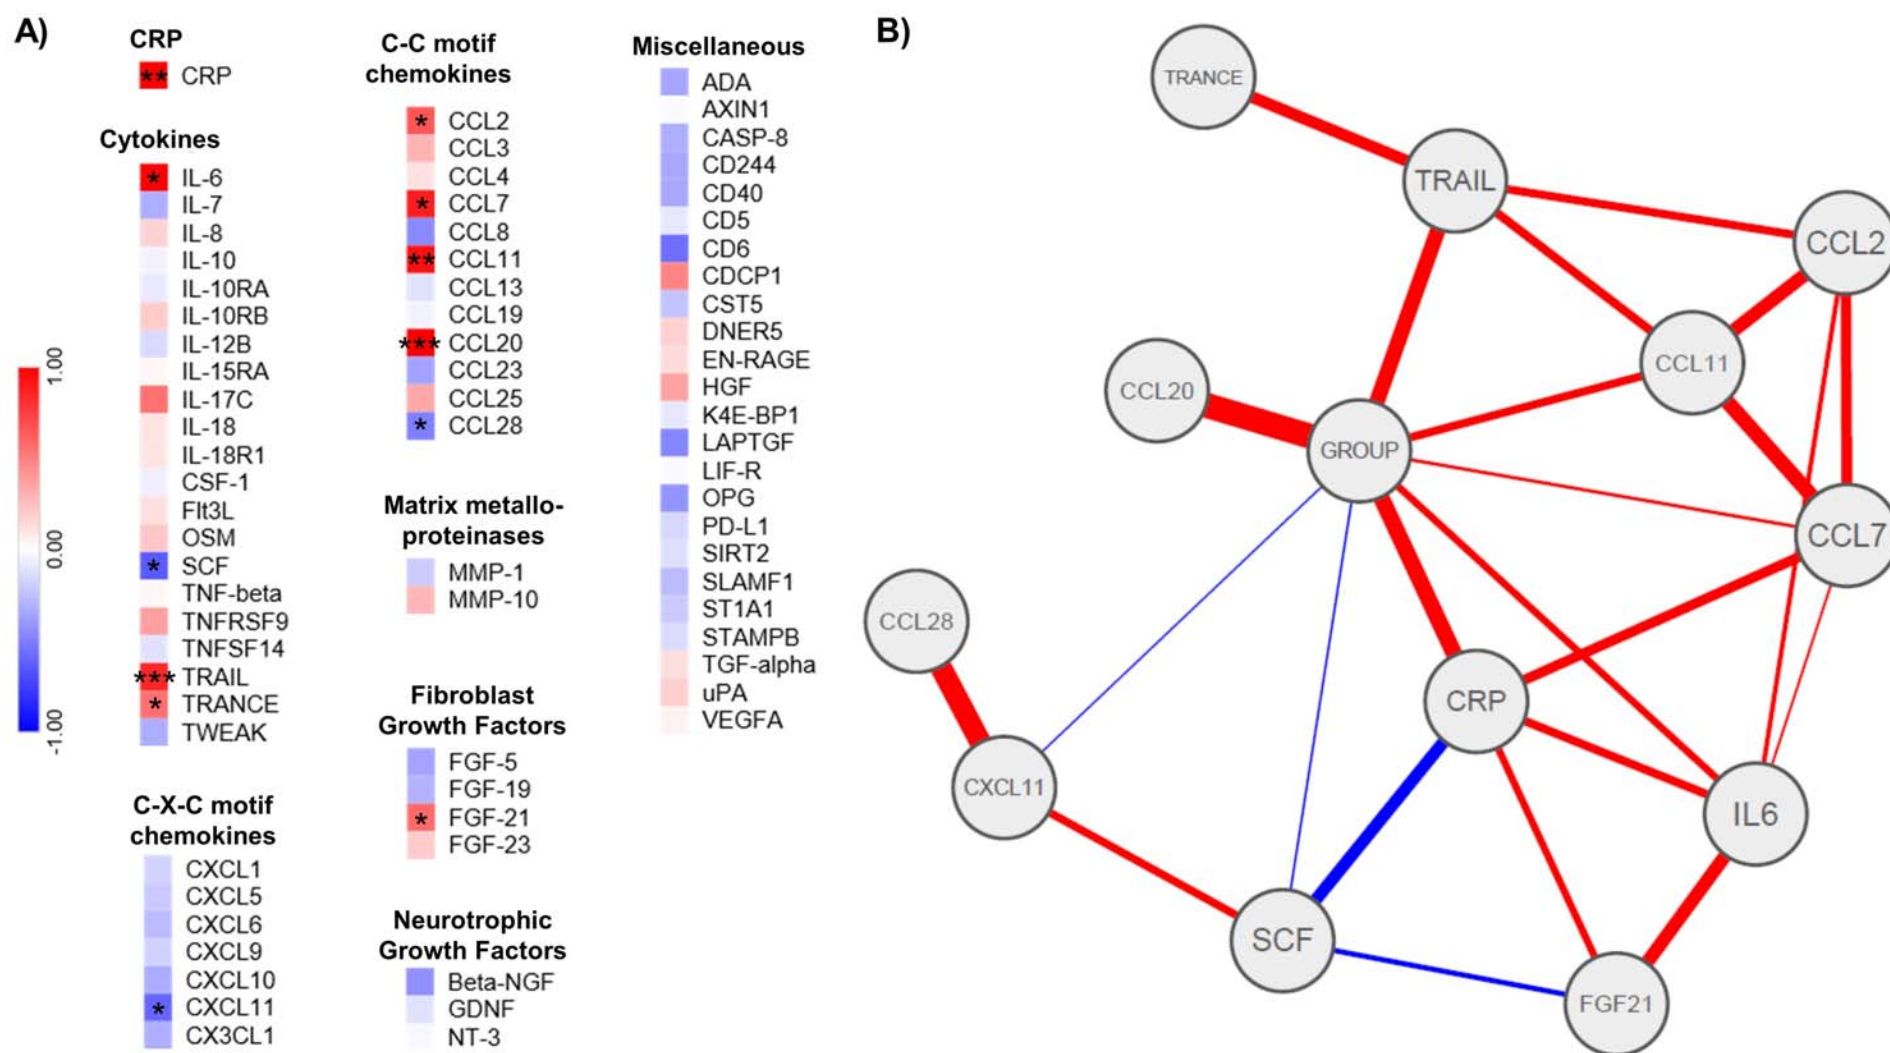 A)
CRP
** CRP
Cytokines
* IL-6
IL-7
IL-8
IL-10
IL-10RA
IL-10RB
IL-12B
IL-15RA
IL-17C
IL-18
IL-18R1
CSF-1
Flt3L
OSM
* SCF
TNF-beta
TNFRSF9
TNFSF14
*** TRAIL
* TRANCE
TWEAK
1.00
0.00
-1.00
C-X-C motif
chemokines
CXCL1
CXCL5
CXCL6
CXCL9
CXCL10
* CXCL11
CX3CL1
C-C motif
chemokines
* CCL2
CCL3
CCL4
* CCL7
CCL8
** CCL11
CCL13
CCL19
*** CCL20
CCL23
CCL25
* CCL28
Matrix metallo-
proteinases
MMP-1
MMP-10
Fibroblast
Growth Factors
FGF-5
FGF-19
* FGF-21
FGF-23
Neurotrophic
Growth Factors
Beta-NGF
GDNF
NT-3
Miscellaneous
ADA
AXIN1
CASP-8
CD244
CD40
CD5
CD6
CDCP1
CST5
DNER5
EN-RAGE
HGF
K4E-BP1
LAPTGF
LIF-R
OPG
PD-L1
SIRT2
SLAMF1
ST1A1
STAMPB
TGF-alpha
uPA
VEGFA
B)
TRANCE
TRAIL
CCL2
CCL11
CCL20
GROUP
CCL7
CCL28
CRP
CXCL11
IL6
SCF
FGF21